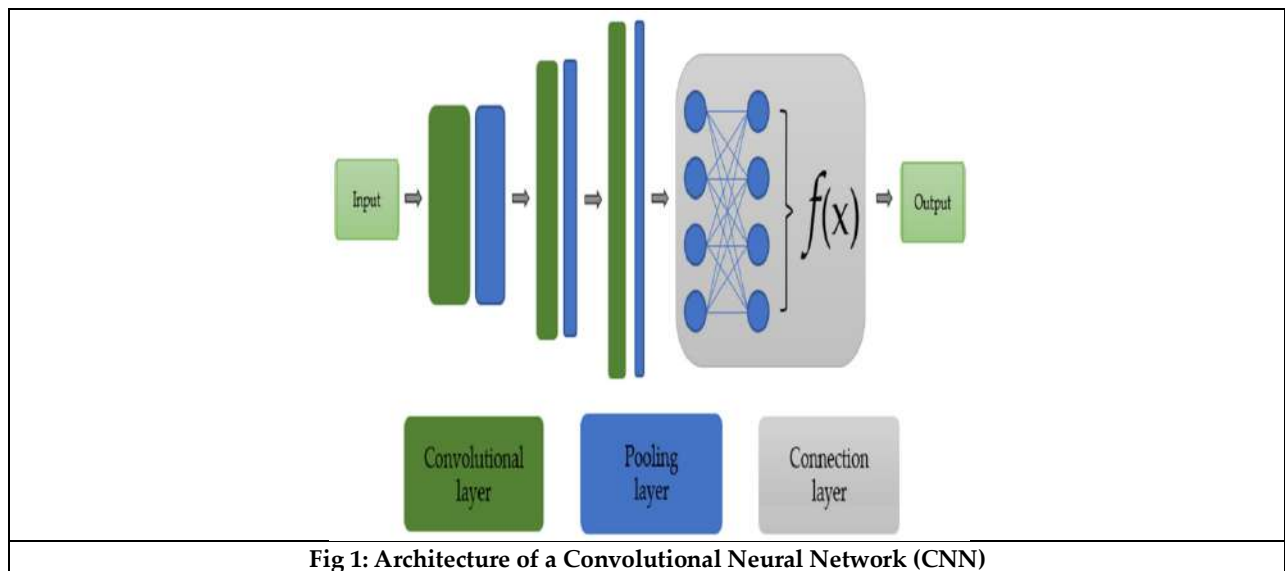 Input
f(x)
Output
Convolutional
layer
Pooling
layer
Connection
layer
Fig 1: Architecture of a Convolutional Neural Network (CNN)